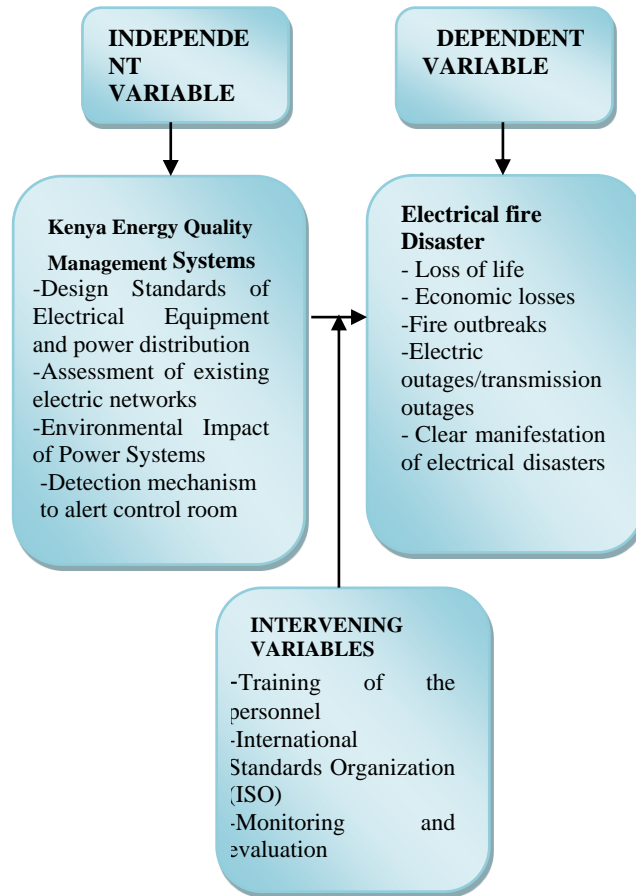 INDEPENDE
NT
VARIABLE
DEPENDENT
VARIABLE
Kenya Energy Quality
Management Systems
-Design Standards of
Electrical Equipment
and power distribution
-Assessment of existing
electric networks
-Environmental Impact
of Power Systems
-Detection mechanism
to alert control room
Electrical fire
Disaster
- Loss of life
- Economic losses
-Fire outbreaks
-Electric
outages/transmission
outages
- Clear manifestation
of electrical disasters
INTERVENING
VARIABLES
-Training of the
personnel
-International
Standards Organization
(ISO)
-Monitoring and
evaluation